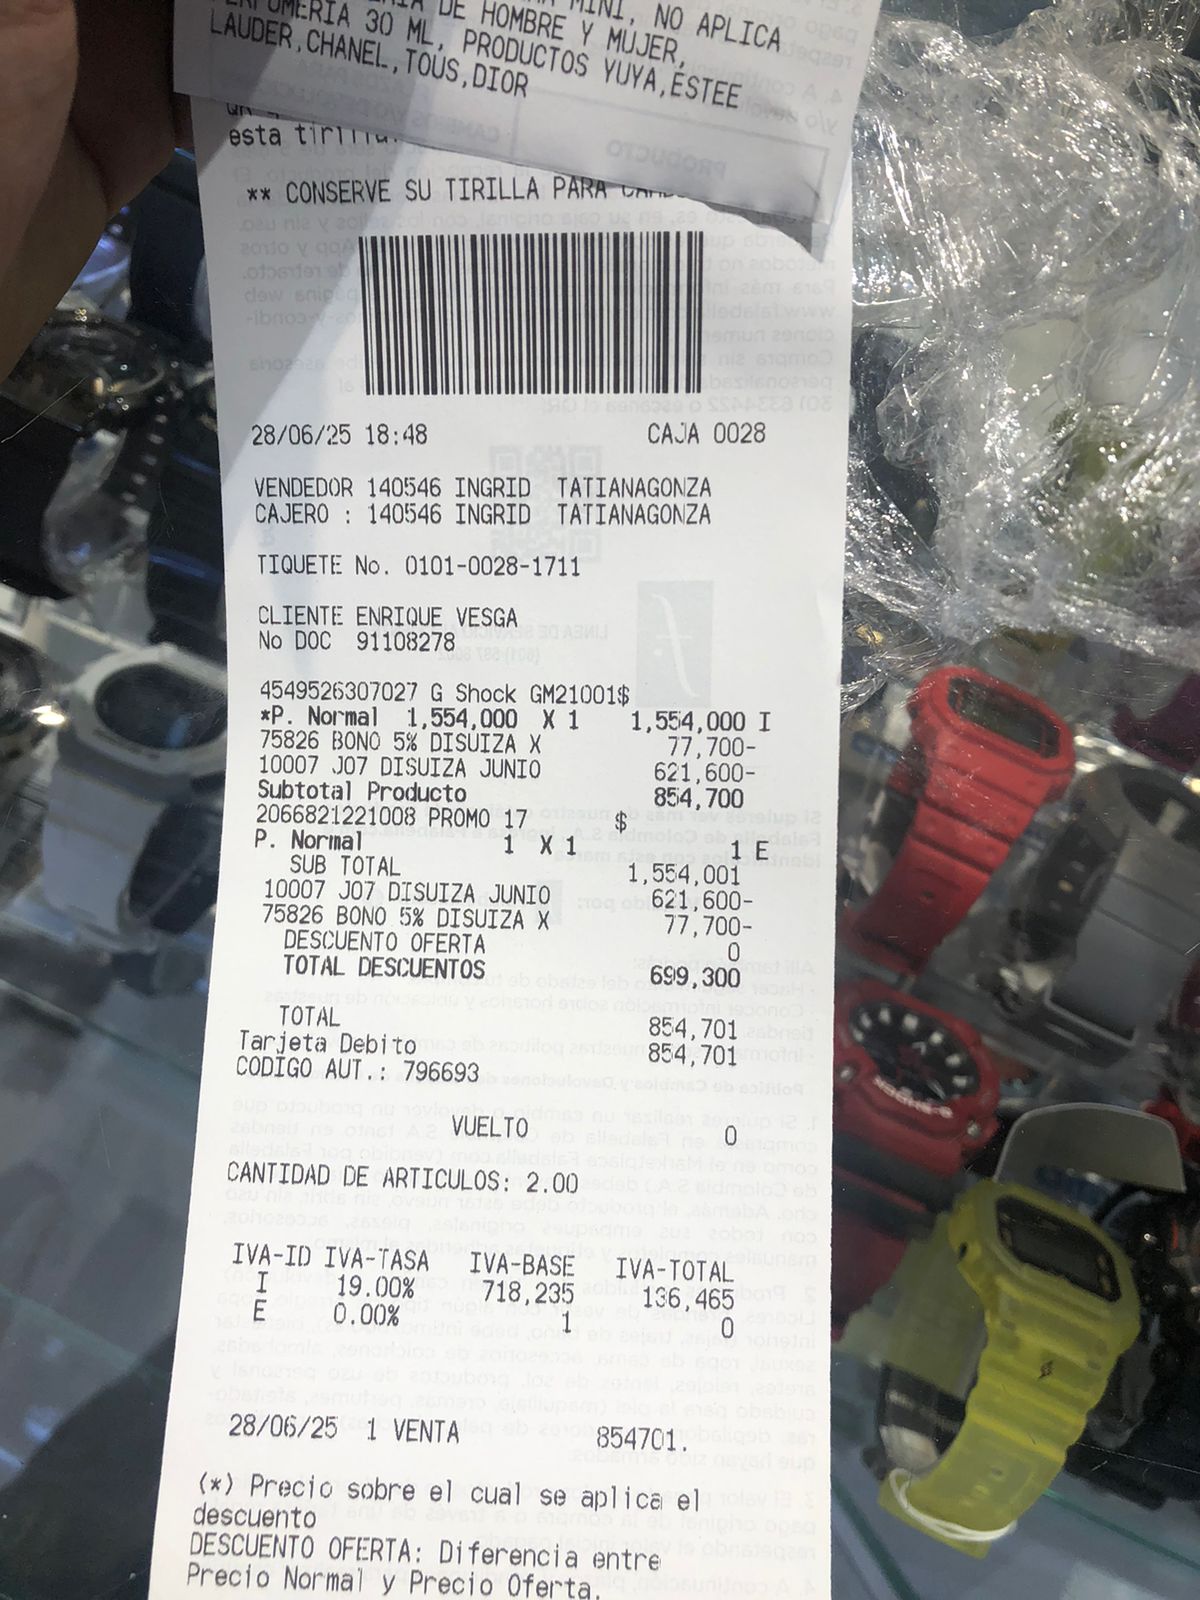 MINI, NO APLICA
DE HOMBRE Y MUJER,
30 ML, PRODUCTOS YUYA,ESTEE
LAUDER,CHANEL,TOUS,DIOR
esta tirilla.
** CONSERVE SU TIRILLA PARA
28/06/25 18:48 CAJA 0028
VENDEDOR 140546 INGRID TATIANAGONZA
CAJERO : 140546 INGRID TATIANAGONZA
TIQUETE No. 0101-0028-1711
CLIENTE ENRIQUE VESGA
No DOC 91108278
4549526307027 G Shock GM21001$
*P. Normal 1,554,000 X 1 1,554,000 I
75826 BONO 5% DISUIZA X 77,700-
10007 J07 DISUIZA JUNIO 621,600-
Subtotal Producto 854,700
2066821221008 PROMO 17 $
P. Normal 1 X 1 1 E
SUB TOTAL 1,554,001
10007 J07 DISUIZA JUNIO 621,600-
75826 BONO 5% DISUIZA X 77,700-
DESCUENTO OFERTA 0
TOTAL DESCUENTOS 699,300
TOTAL 854,701
Tarjeta Debito 854,701
CODIGO AUT.: 796693
VUELTO 0
CANTIDAD DE ARTICULOS: 2.00
IVA-ID IVA-TASA IVA-BASE IVA-TOTAL
I 19.00% 718,235 136,465
E 0.00% 1 0
28/06/25 1 VENTA 854701.
(*) Precio sobre el cual se aplica el
descuento
DESCUENTO OFERTA: Diferencia entre
Precio Normal y Precio Oferta.